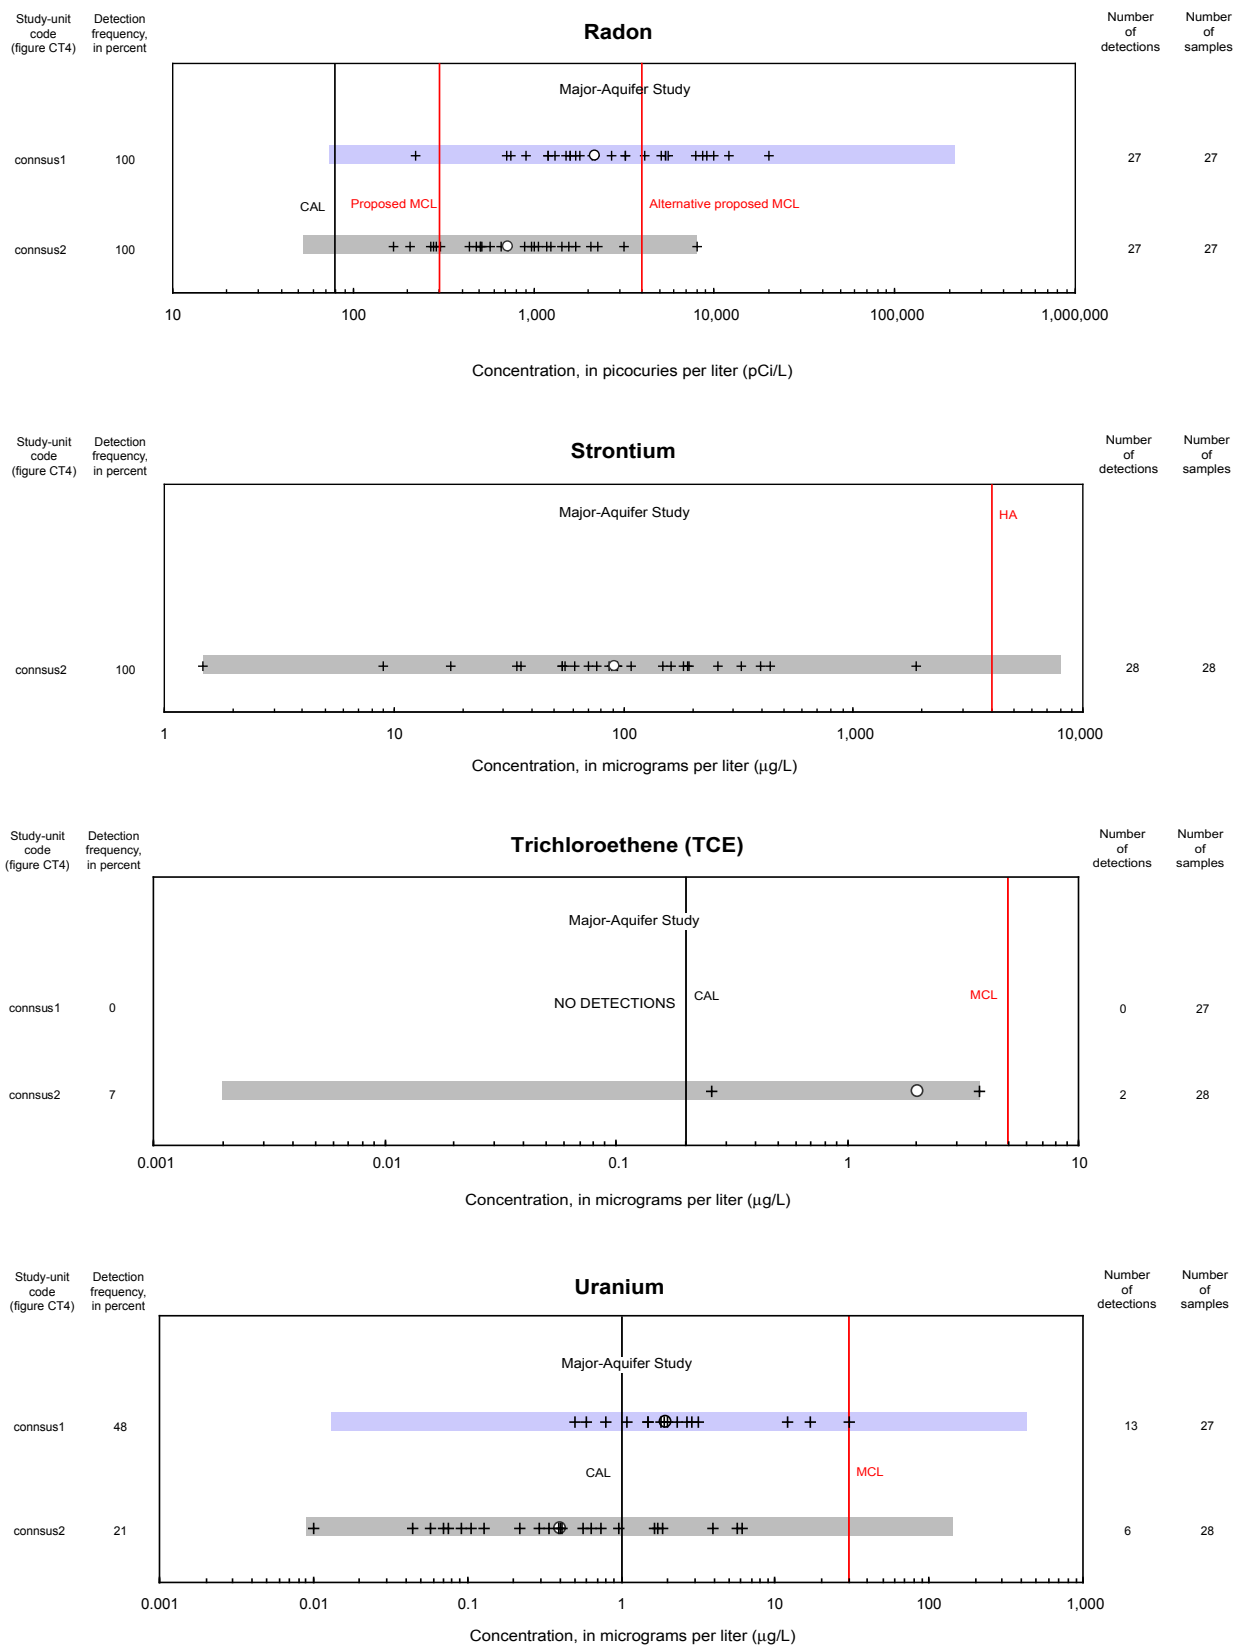 Radon
Study-unit
code
(figure CT4)
Detection
frequency,
in percent
Number
of
detections
Number
of
samples
Major-Aquifer Study
connsus1 100 27 27
CAL Proposed MCL Alternative proposed MCL
connsus2 100 27 27
10 100 1,000 10,000 100,000 1,000,000
Concentration, in picocuries per liter (pCi/L)
Strontium
Study-unit
code
(figure CT4)
Detection
frequency,
in percent
Number
of
detections
Number
of
samples
Major-Aquifer Study
HA
connsus2 100 28 28
1 10 100 1,000 10,000
Concentration, in micrograms per liter (μg/L)
Trichloroethene (TCE)
Study-unit
code
(figure CT4)
Detection
frequency,
in percent
Number
of
detections
Number
of
samples
Major-Aquifer Study
connsus1 0 NO DETECTIONS CAL MCL 0 27
connsus2 7 2 28
0.001 0.01 0.1 1 10
Concentration, in micrograms per liter (μg/L)
Uranium
Study-unit
code
(figure CT4)
Detection
frequency,
in percent
Number
of
detections
Number
of
samples
Major-Aquifer Study
connsus1 48 13 27
CAL MCL
connsus2 21 6 28
0.001 0.01 0.1 1 10 100 1,000
Concentration, in micrograms per liter (μg/L)